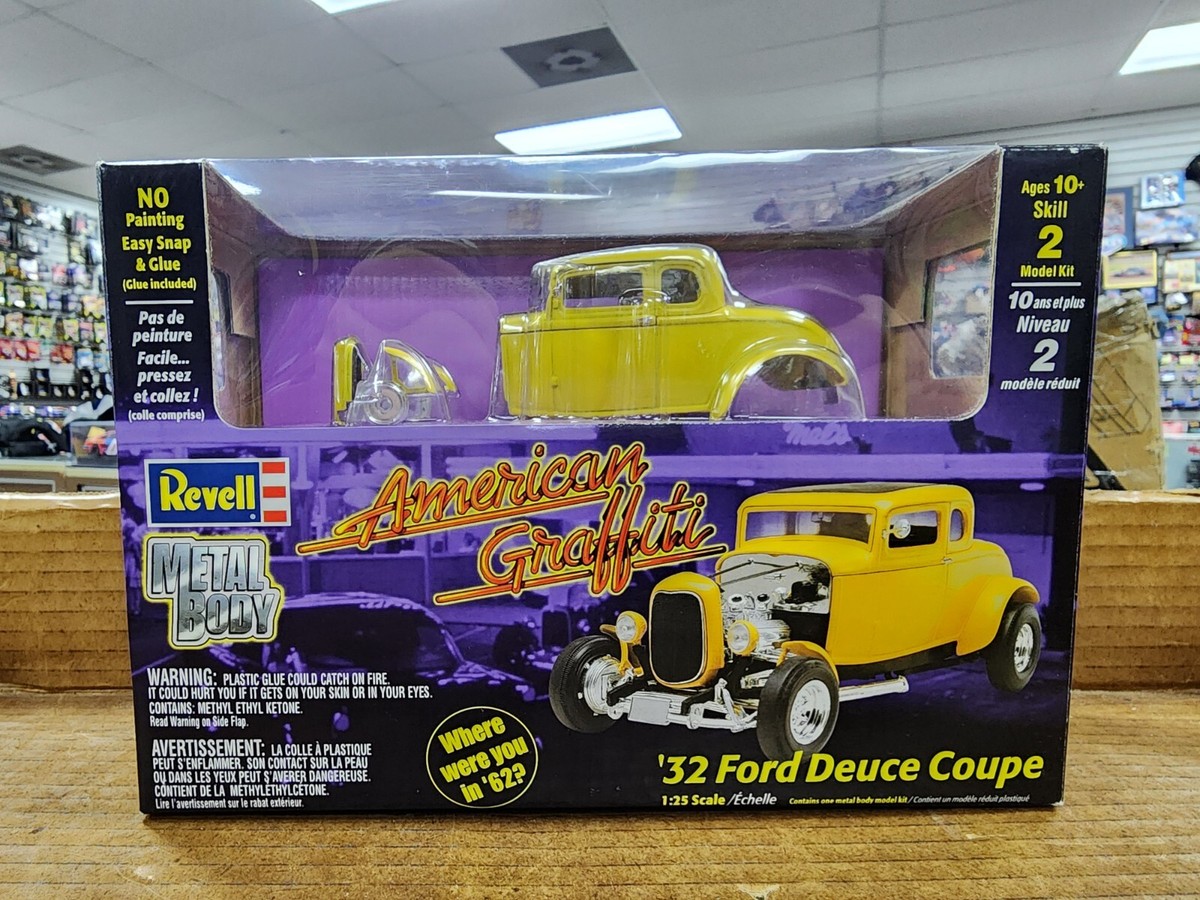 NO
Painting
Easy Snap
& Glue
(Glue included)
Pas de
peinture
Facile...
pressez
et collez !
(colle comprise)
Ages 10+
Skill
2
Model Kit
10 ans et plus
Niveau
2
modèle réduit
mel's
Revell
METAL
BODY
American
Graffiti
WARNING: PLASTIC GLUE COULD CATCH ON FIRE.
IT COULD HURT YOU IF IT GETS ON YOUR SKIN OR IN YOUR EYES.
CONTAINS: METHYL ETHYL KETONE.
Read Warning on Side Flap.
AVERTISSEMENT: LA COLLE À PLASTIQUE
PEUT S'ENFLAMMER. SON CONTACT SUR LA PEAU
OU DANS LES YEUX PEUT S'AVÉRER DANGEREUSE.
CONTIENT DE LA MÉTHYLÉTHYLCÉTONE.
Lire l'avertissement sur le rabat extérieur.
Where
were you
in '62?
'32 Ford Deuce Coupe
1:25 Scale /Échelle Contains one metal body model kit / Contient un modèle réduit plastiqué